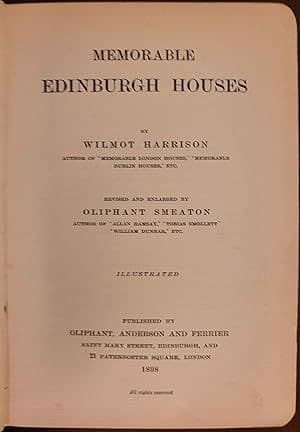 MEMORABLE
EDINBURGH HOUSES
BY
WILMOT HARRISON
AUTHOR OF 'MEMORABLE LONDON HOUSES,' 'MEMORABLE
DUBLIN HOUSES,' ETC.
REVISED AND ENLARGED BY
OLIPHANT SMEATON
AUTHOR OF 'ALLAN RAMSAY,' 'TOBIAS SMOLLETT'
'WILLIAM DUNBAR,' ETC.
ILLUSTRATED
PUBLISHED BY
OLIPHANT, ANDERSON AND FERRIER
SAINT MARY STREET, EDINBURGH, AND
21 PATERNOSTER SQUARE, LONDON
1898
All rights reserved